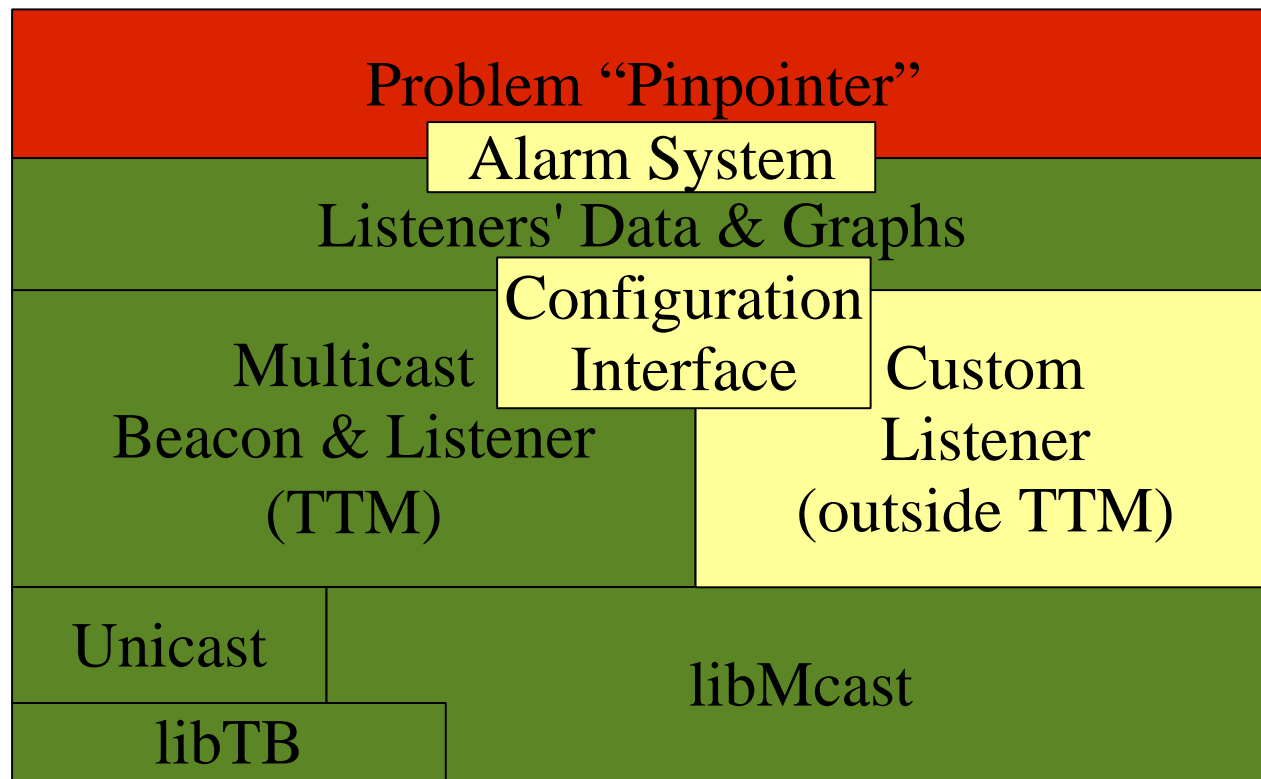 Problem “Pinpointer”
Alarm System
Listeners' Data & Graphs
Configuration
Interface
Multicast
Beacon & Listener
(TTM)
Custom
Listener
(outside TTM)
Unicast
libMcast
libTB